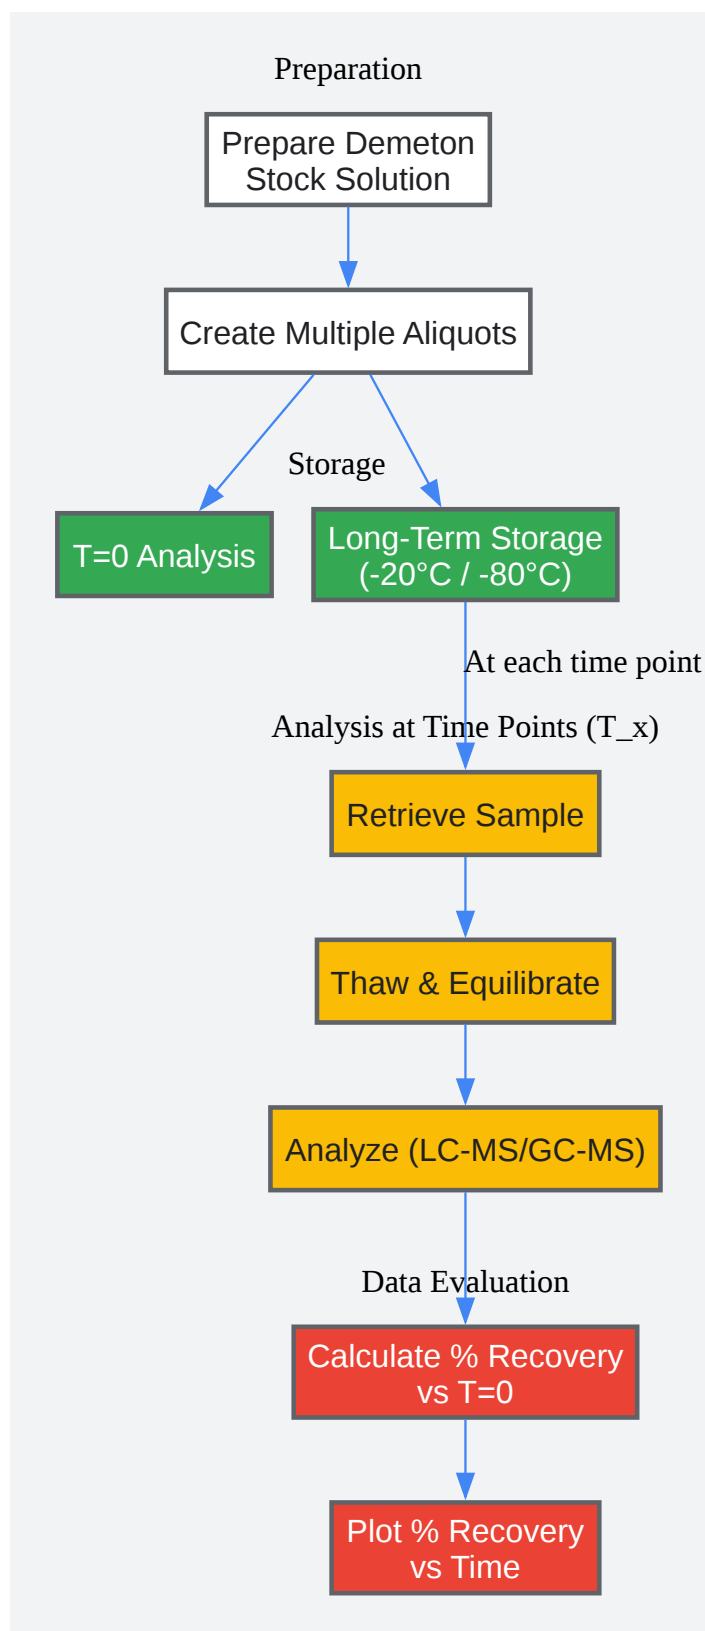 Preparation
Prepare Demeton
Stock Solution
Create Multiple Aliquots
Storage
T=0 Analysis
Long-Term Storage
(-20°C / -80°C)
At each time point
Analysis at Time Points (T_x)
Retrieve Sample
Thaw & Equilibrate
Analyze (LC-MS/GC-MS)
Data Evaluation
Calculate % Recovery
vs T=0
Plot % Recovery
vs Time